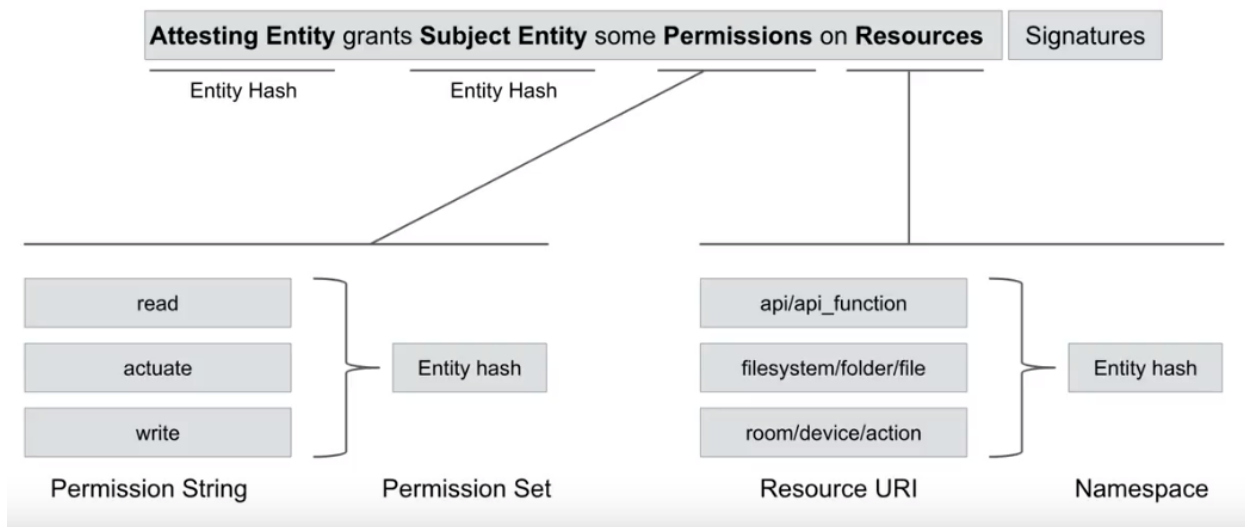 Attesting Entity grants Subject Entity some Permissions on Resources
Signatures
Entity Hash
Entity Hash
read
actuate
write
Entity hash
Permission String
Permission Set
api/api_function
filesystem/folder/file
room/device/action
Entity hash
Resource URI
Namespace